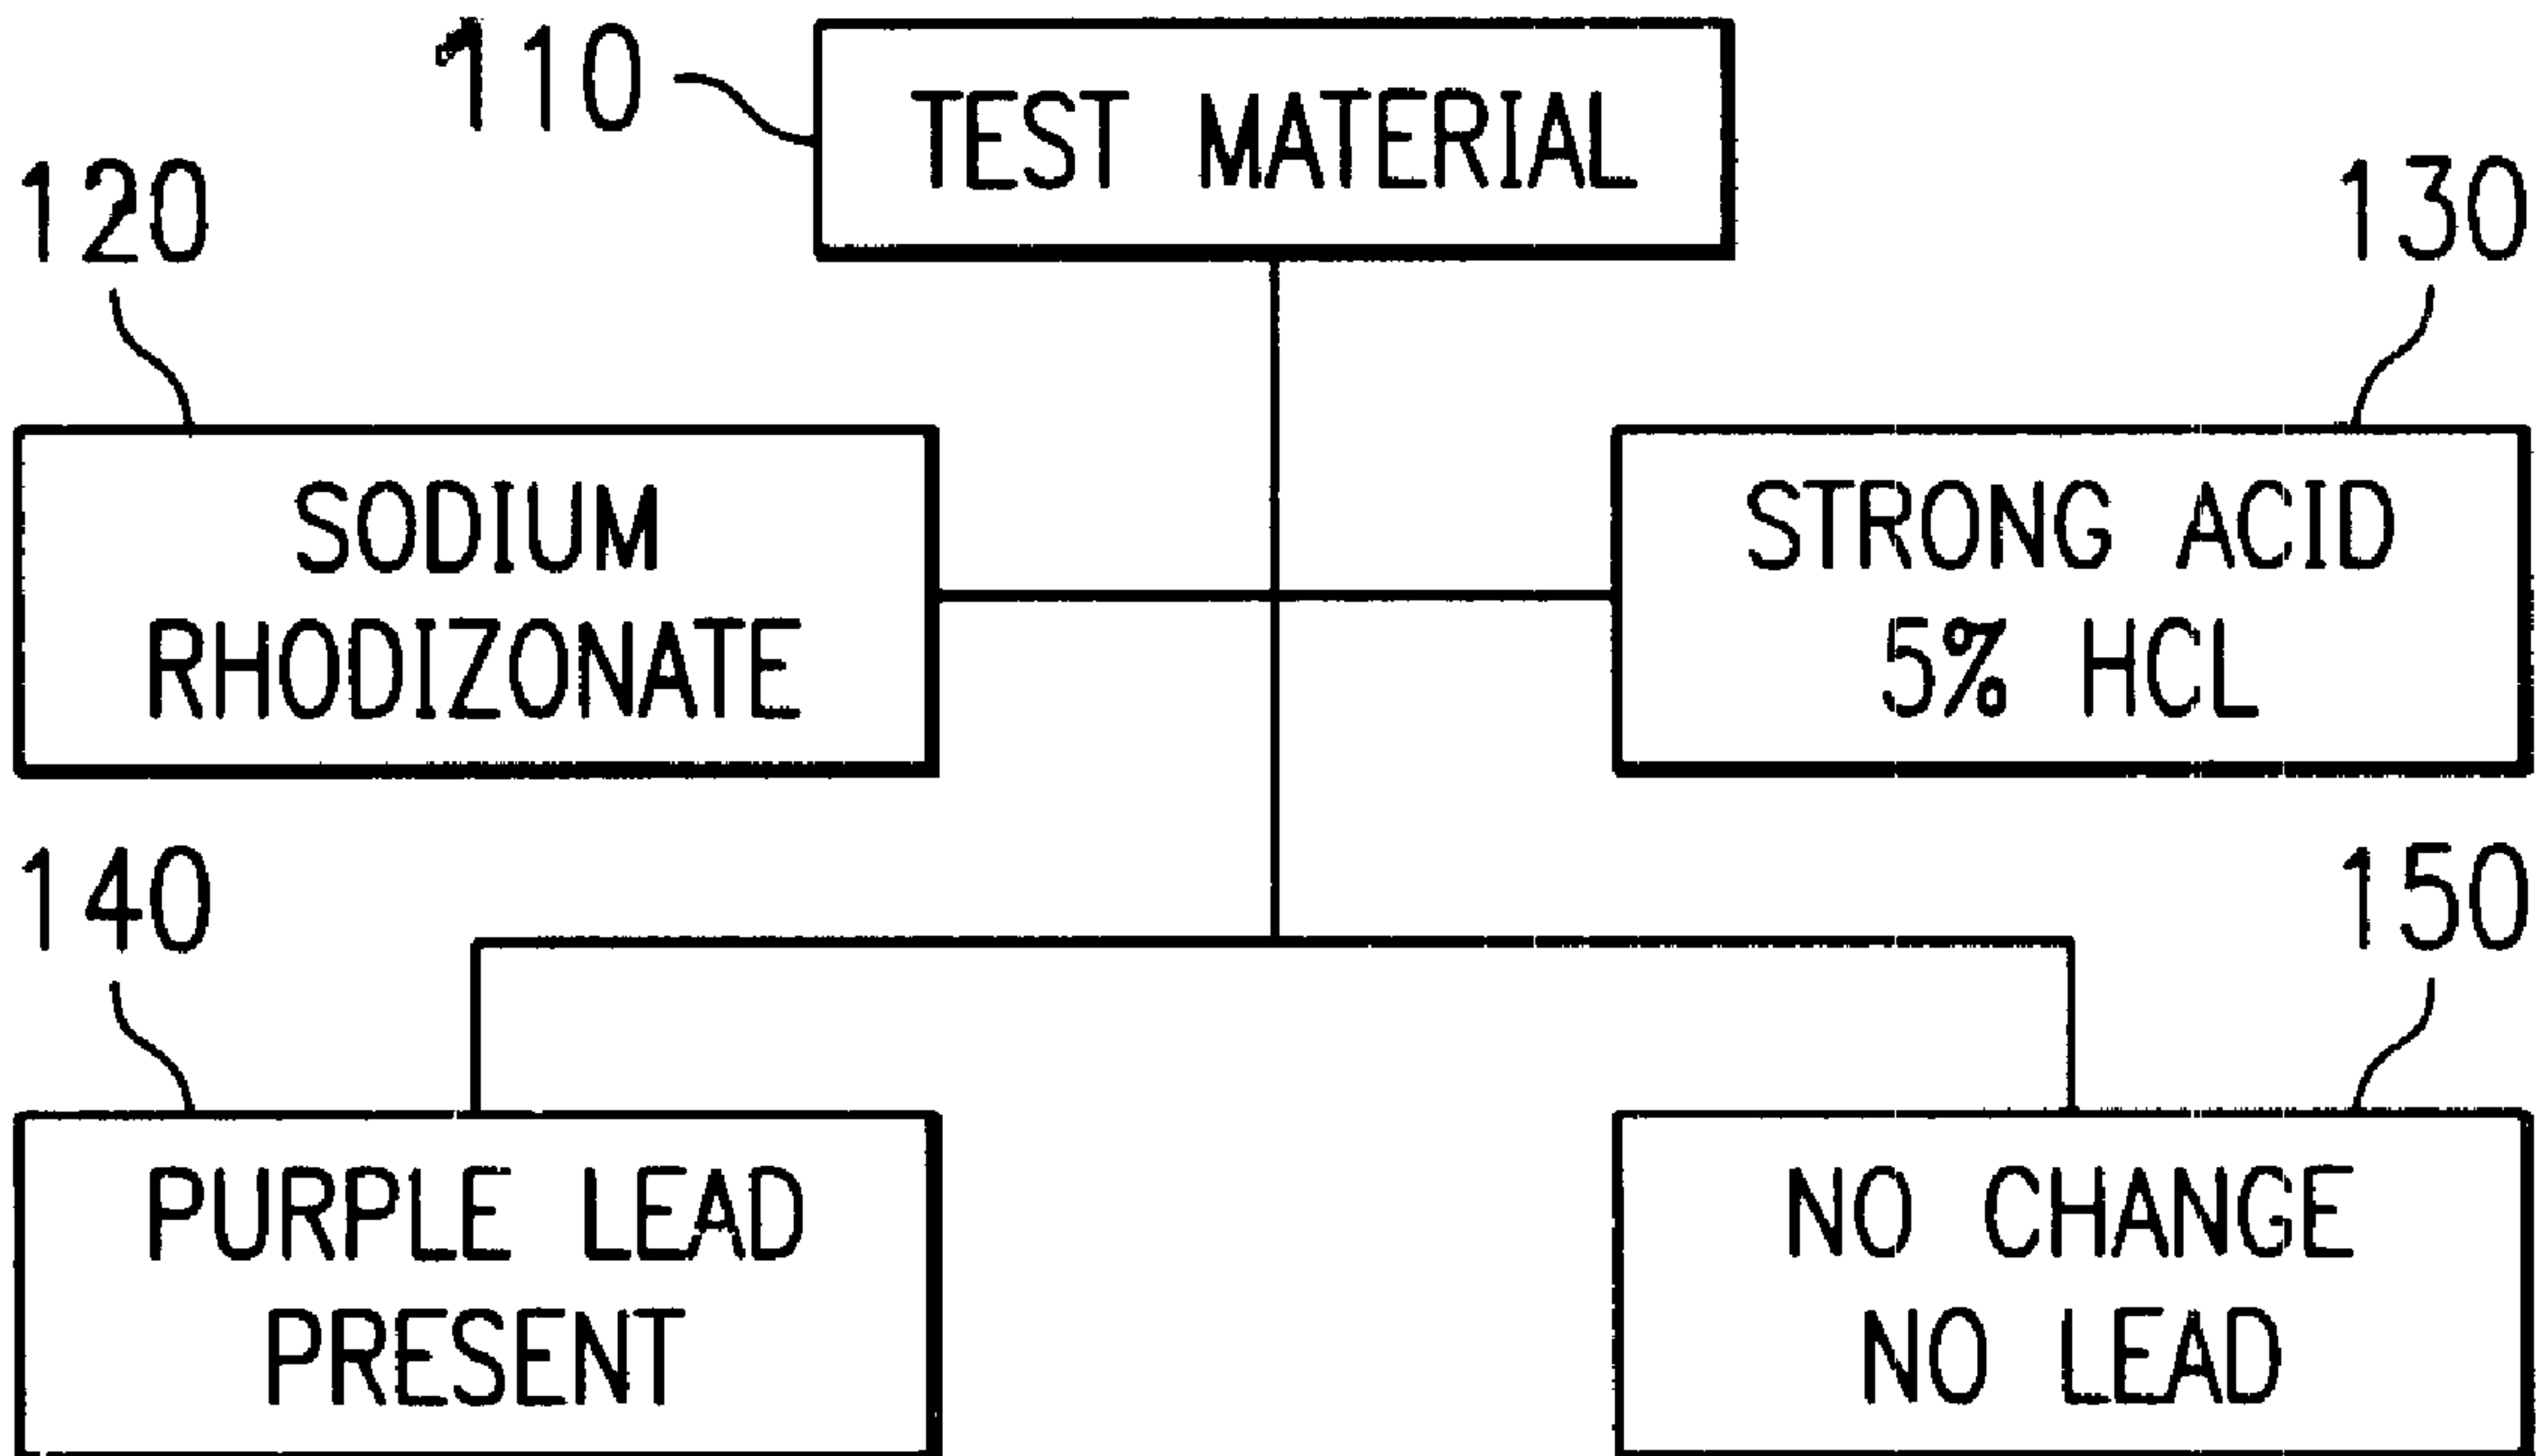 110
TEST MATERIAL
120
130
SODIUM
RHODIZONATE
STRONG ACID
5% HCL
140
150
PURPLE LEAD
PRESENT
NO CHANGE
NO LEAD